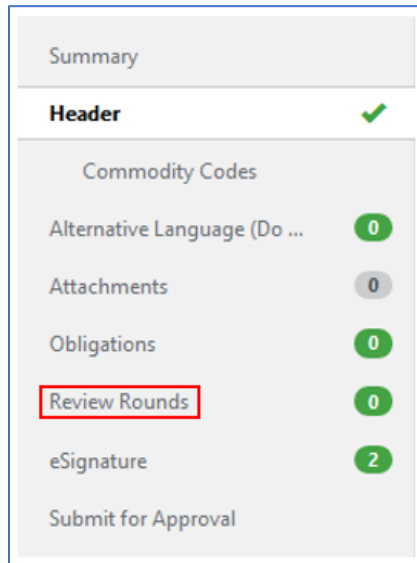 Summary
Header
Commodity Codes
Alternative Language (Do ... 0
Attachments 0
Obligations 0
Review Rounds 0
eSignature 2
Submit for Approval